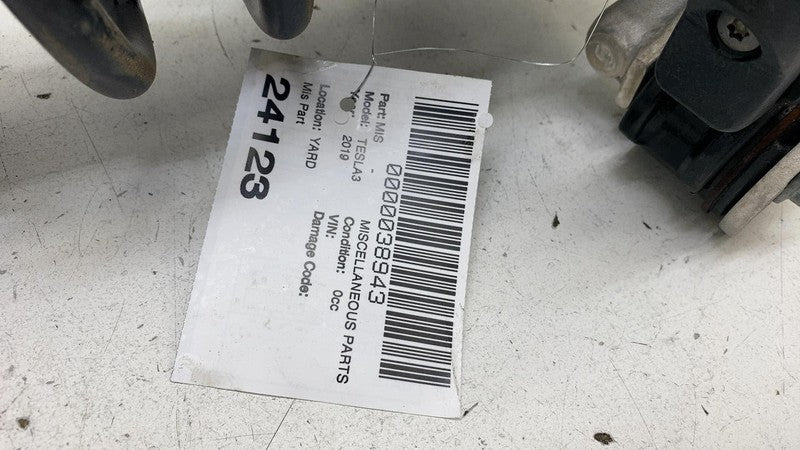 0000038943
Part: MIS - MISCELLANEOUS PARTS
Model: TESLA3 Condition: 0cc
Year: 2019 VIN:
Damage Code:
Location: YARD
Mis Part
24123